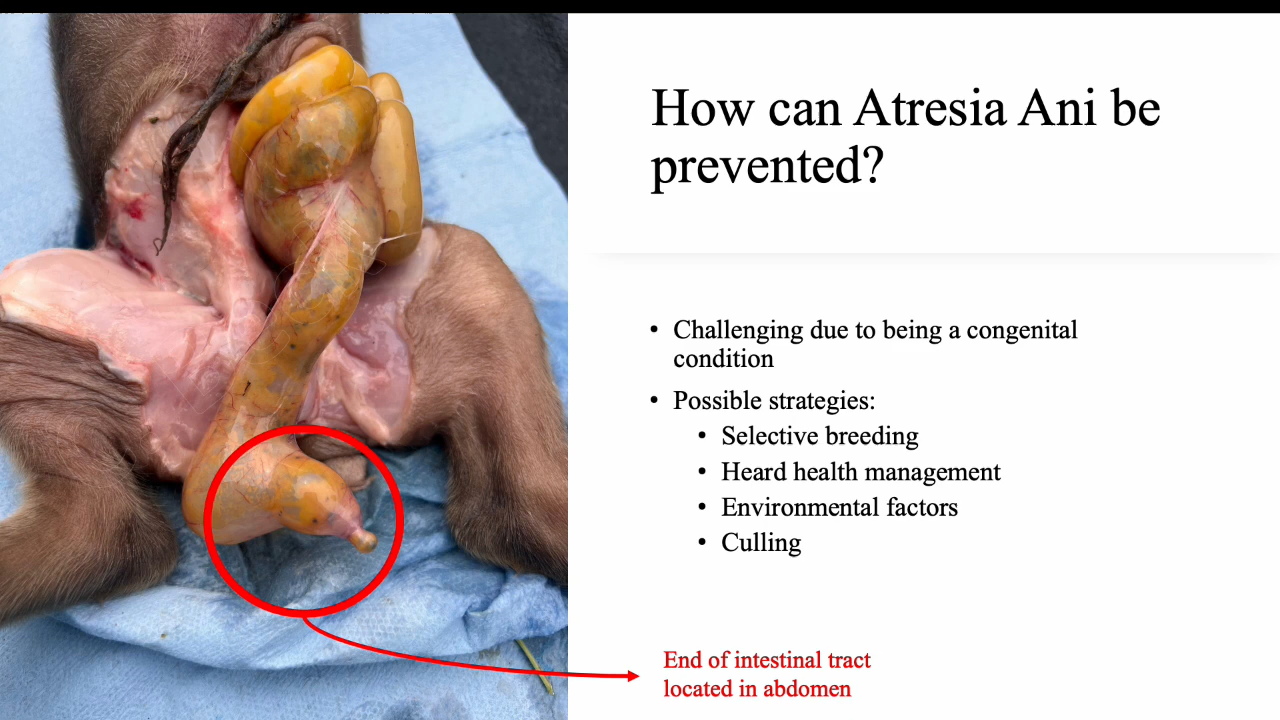 How can Atresia Ani be
prevented?
• Challenging due to being a congenital
condition
• Possible strategies:
• Selective breeding
• Heard health management
• Environmental factors
• Culling
End of intestinal tract
located in abdomen